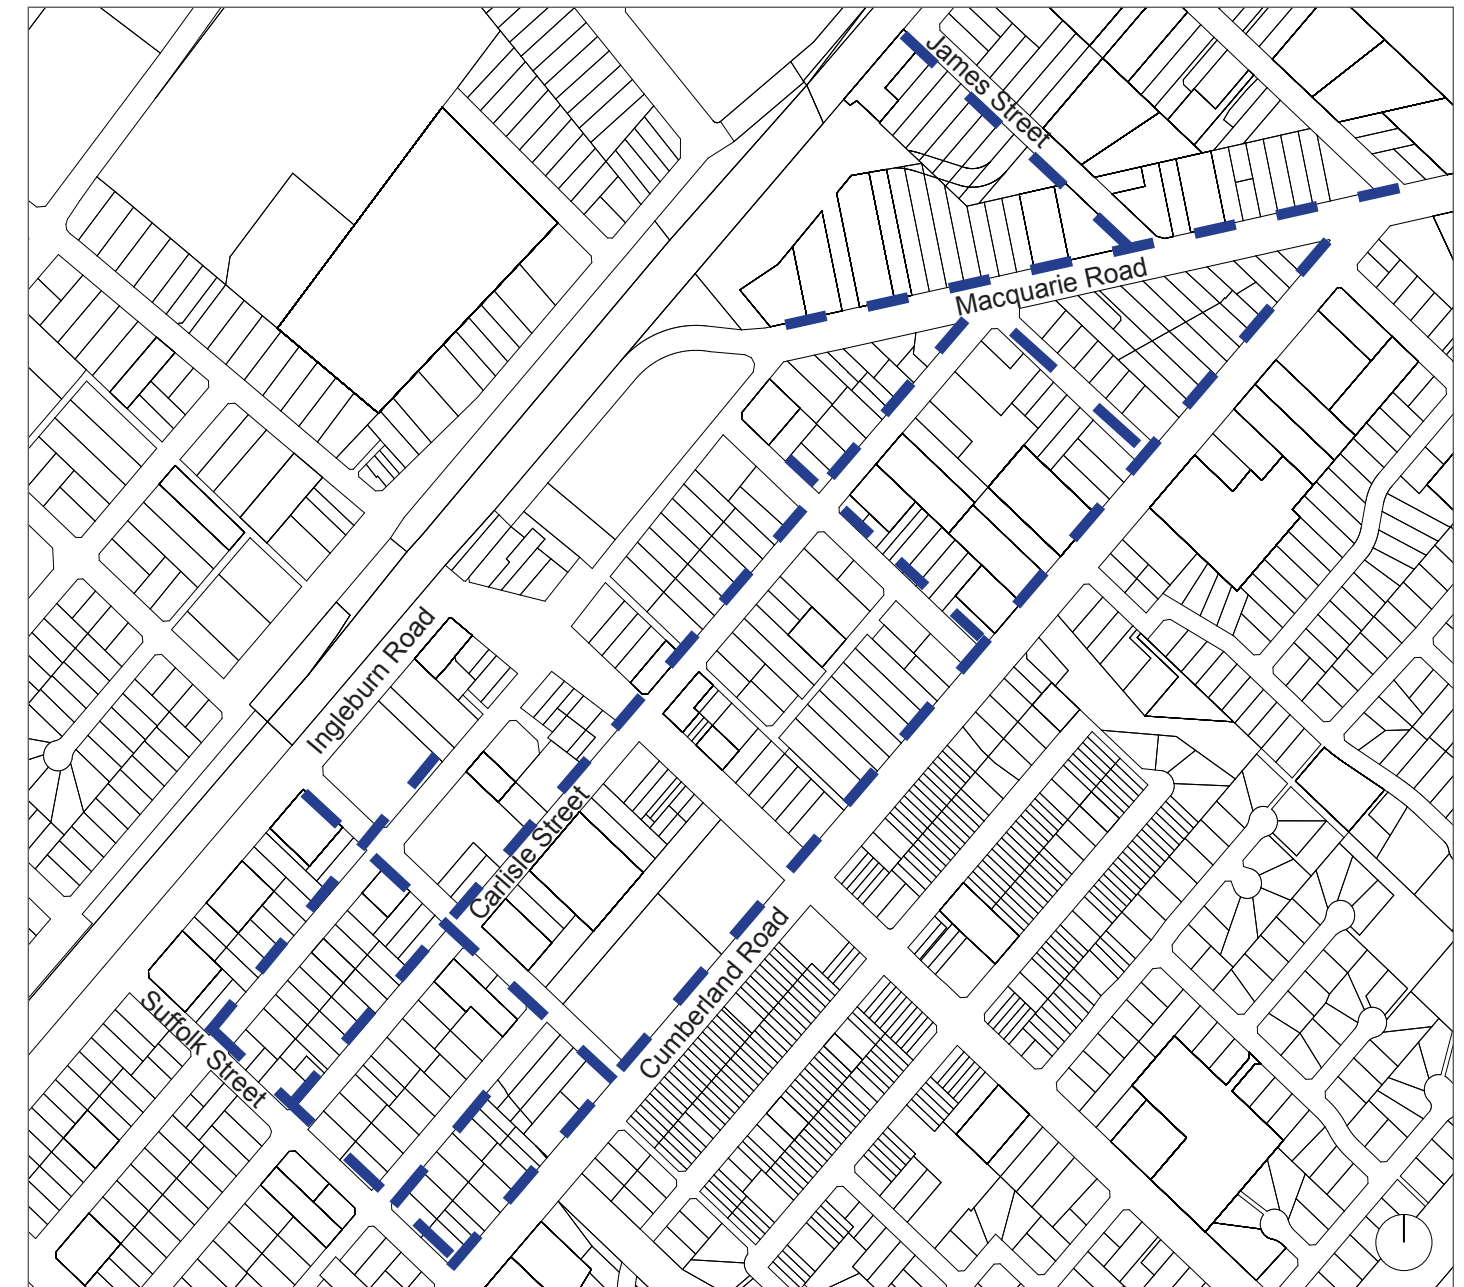 James Street
Macquarie Road
Ingleburn Road
Carlisle Street
Cumberland Road
Suffolk Street